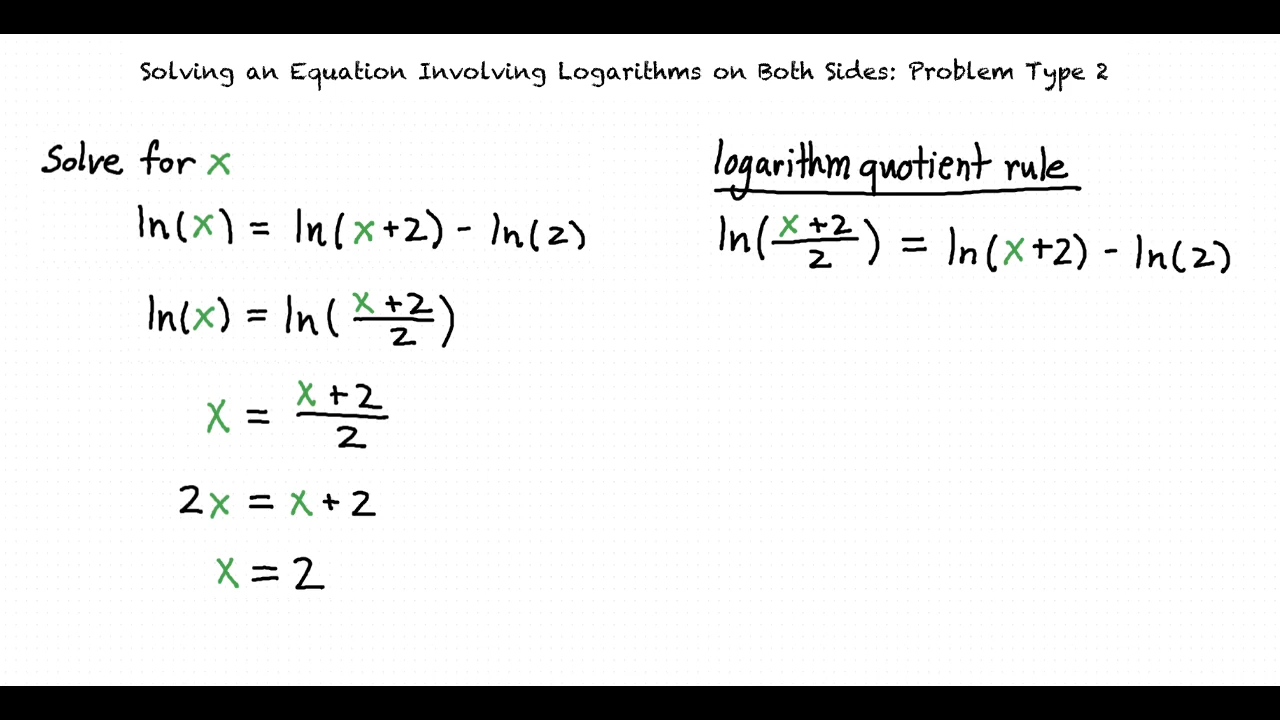 Solving an Equation Involving Logarithms on Both Sides: Problem Type 2
Solve for x
ln(x) = ln(x+2) - ln(2)
ln(x) = ln((x+2)/2)
x = (x+2)/2
2x = x + 2
x = 2
logarithm quotient rule
ln((x+2)/2) = ln(x+2) - ln(2)